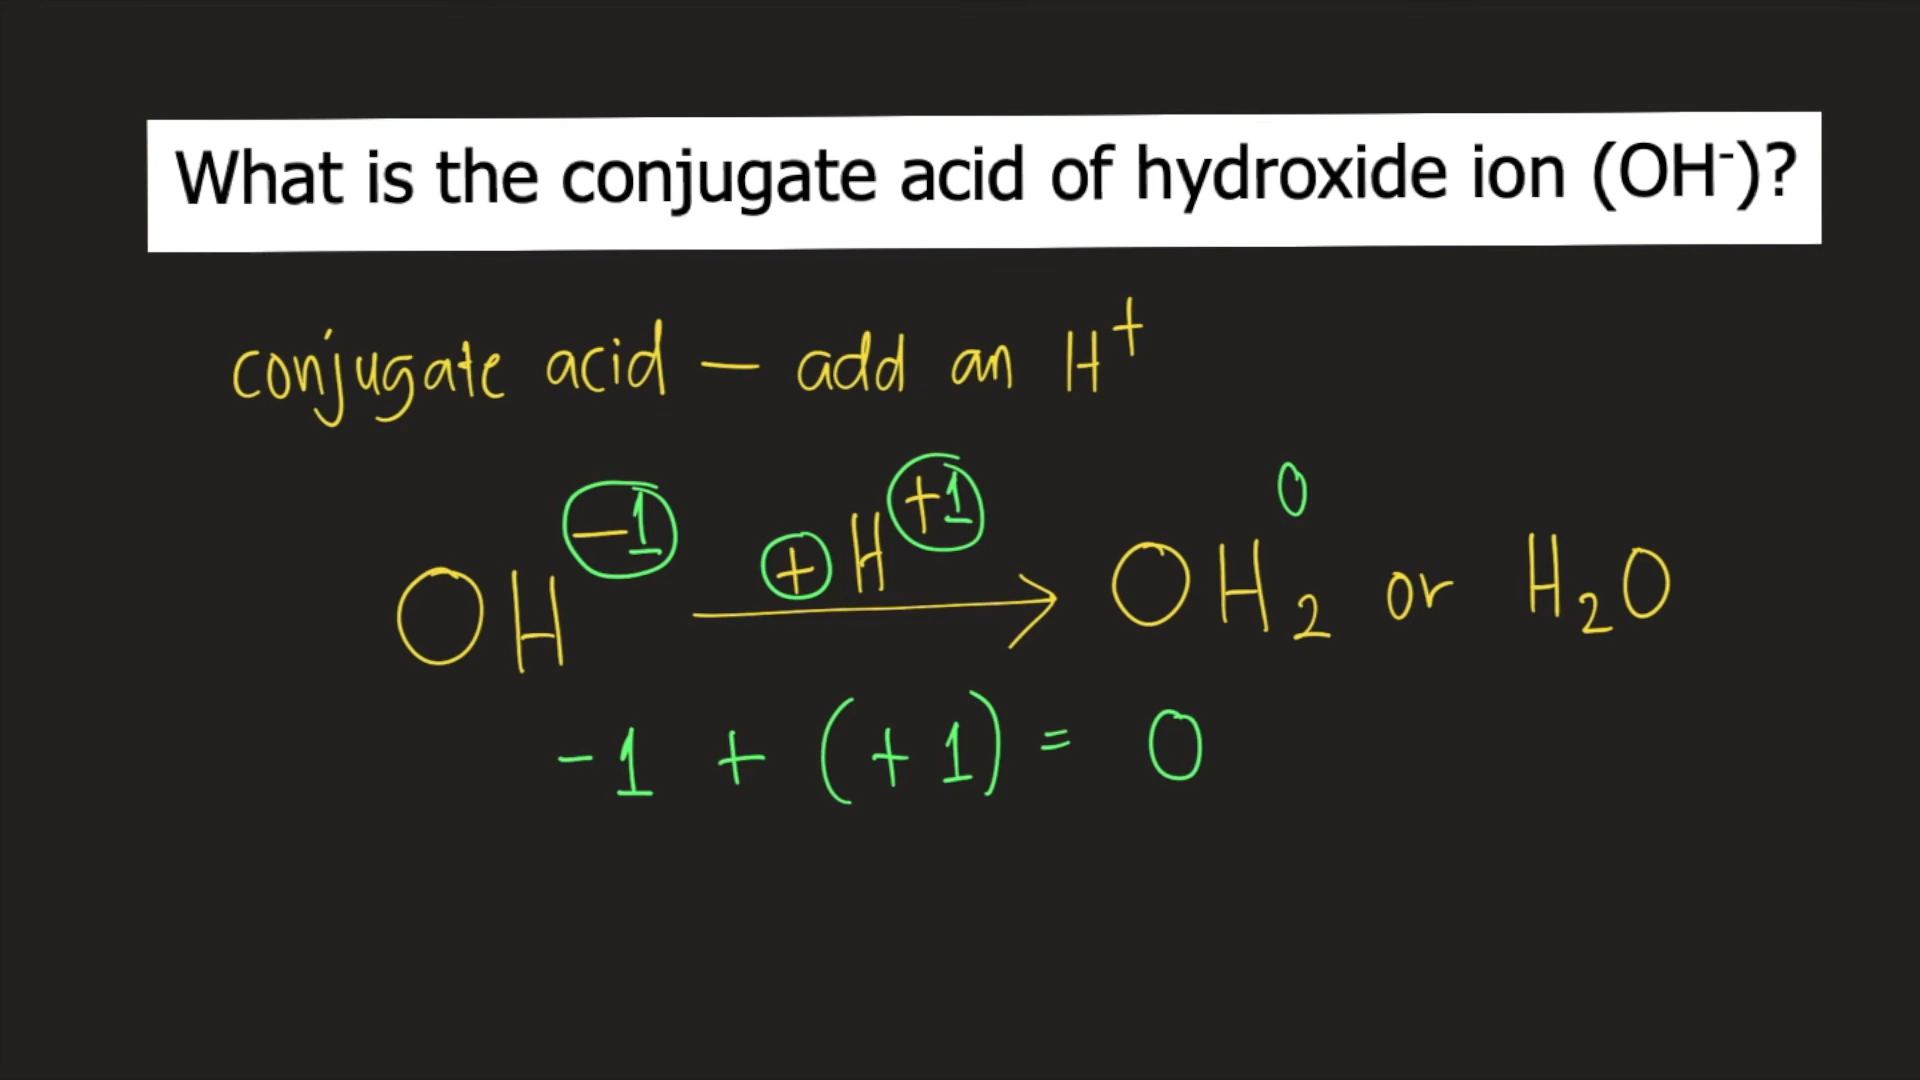 What is the conjugate acid of hydroxide ion (OH⁻)?
conjugate acid — add an H⁺
OH⁻¹ +H⁺¹ → OH₂⁰ or H₂O
-1 + (+1) = 0